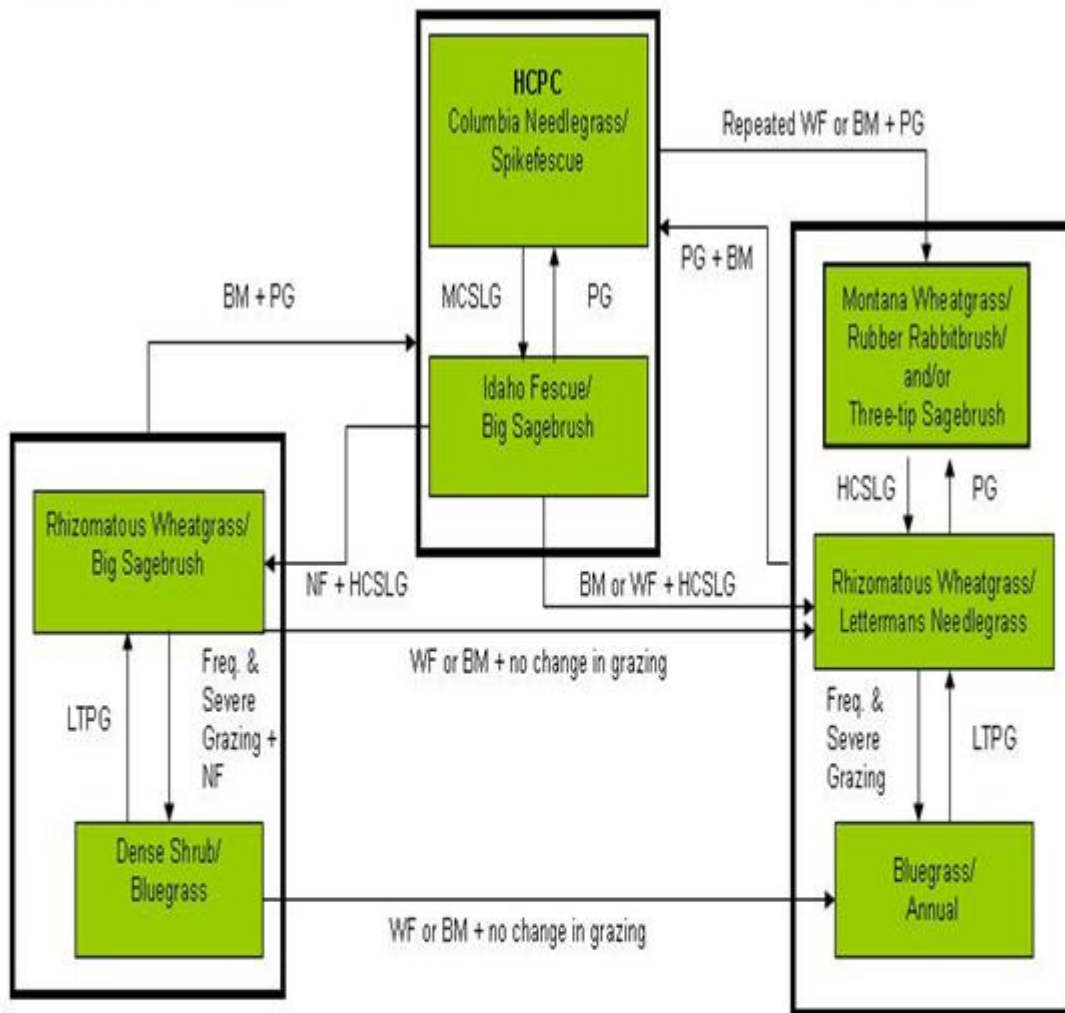 HCPC
Columbia Needlegrass/
Spikefescue
Repeated WF or BM + PG
PG + BM
BM + PG
MCSLG
PG
Montana Wheatgrass/
Rubber Rabbitbrush/
and/or
Three-tip Sagebrush
Idaho Fescue/
Big Sagebrush
HCSLG
PG
Rhizomatous Wheatgrass/
Big Sagebrush
NF + HCSLG
BM or WF + HCSLG
Rhizomatous Wheatgrass/
Lettermans Needlegrass
WF or BM + no change in grazing
LTPG
Freq. &
Severe
Grazing +
NF
Freq. &
Severe
Grazing
LTPG
Dense Shrub/
Bluegrass
WF or BM + no change in grazing
Bluegrass/
Annual